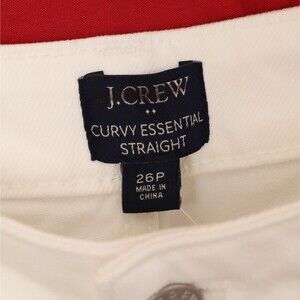 J.CREW
CURVY ESSENTIAL
STRAIGHT
26P
MADE IN
CHINA